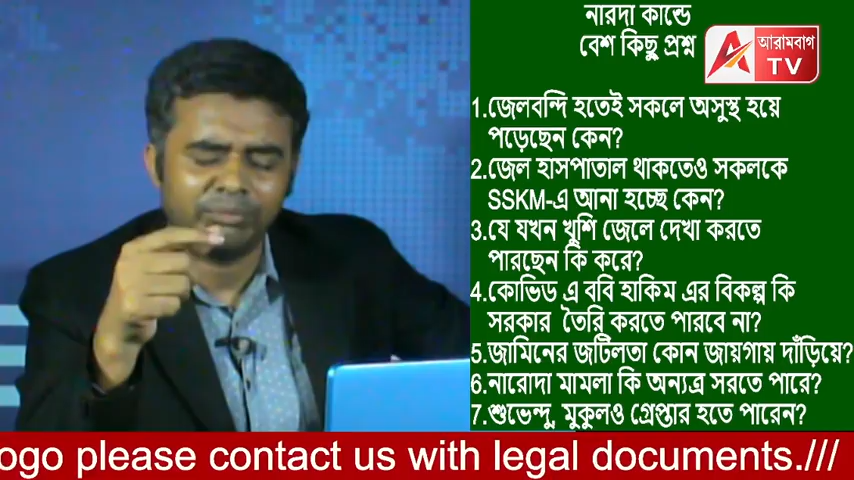 নারদা কান্ডে
বেশ কিছু প্রশ্ন
আরামবাগ
TV
1.জেলবন্দি হতেই সকলে অসুস্থ হয়ে
পড়েছেন কেন?
2.জেল হাসপাতাল থাকতেও সকলকে
SSKM-এ আনা হচ্ছে কেন?
3.যে যখন খুশি জেলে দেখা করতে
পারছেন কি করে?
4.কোভিড এ ববি হাকিম এর বিকল্প কি
সরকার তৈরি করতে পারবে না?
5.জামিনের জটিলতা কোন জায়গায় দাঁড়িয়ে?
6.নারোদা মামলা কি অন্যত্র সরতে পারে?
7.শুভেন্দু, মুকুলও গ্রেপ্তার হতে পারেন?
ogo please contact us with legal documents.///